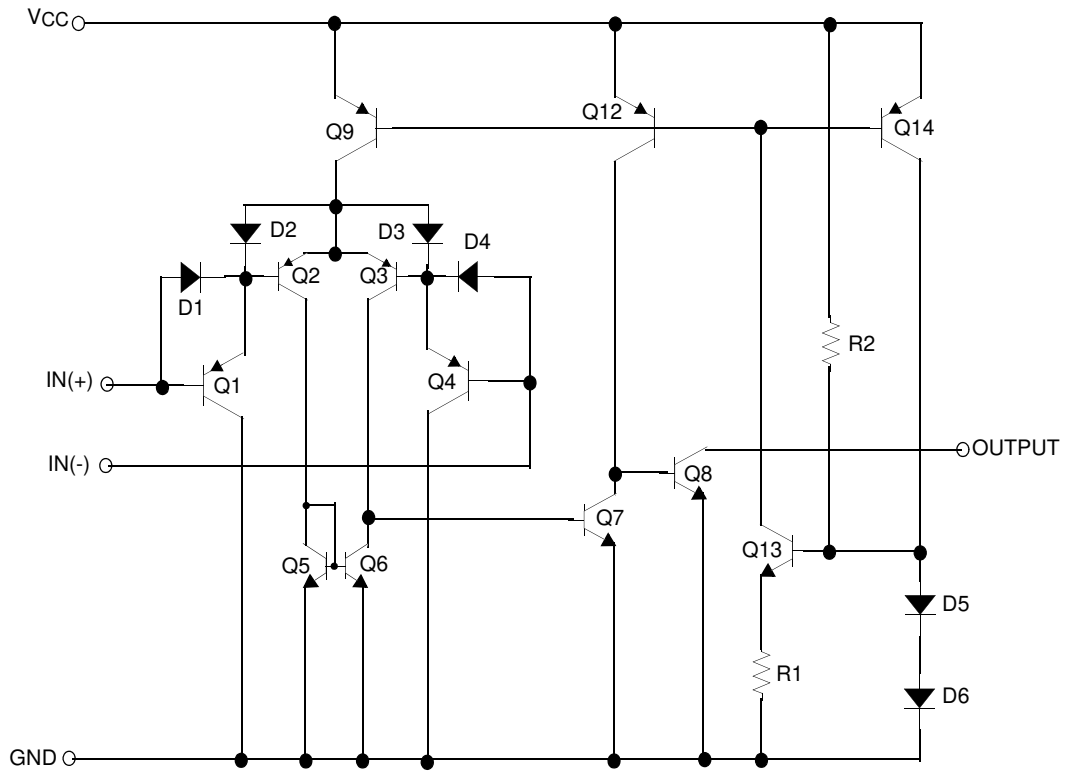 VCC
Q9
Q12
Q14
D2
D3
D4
Q2
Q3
D1
R2
IN(+)
Q1
Q4
IN(-)
OUTPUT
Q8
Q7
Q13
Q5
Q6
D5
R1
D6
GND